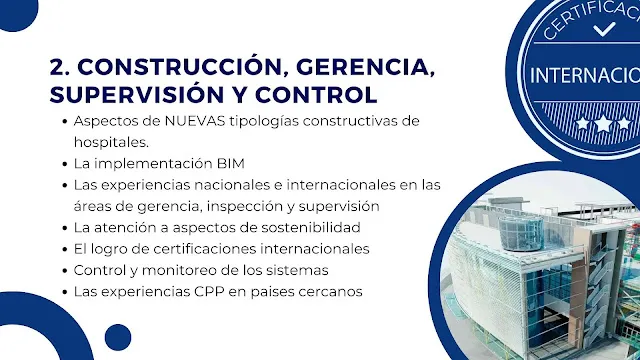 CERTIFICAC
INTERNACIO
2. CONSTRUCCIÓN, GERENCIA,
SUPERVISIÓN Y CONTROL
• Aspectos de NUEVAS tipologías constructivas de
hospitales.
• La implementación BIM
• Las experiencias nacionales e internacionales en las
áreas de gerencia, inspección y supervisión
• La atención a aspectos de sostenibilidad
• El logro de certificaciones internacionales
• Control y monitoreo de los sistemas
• Las experiencias CPP en paises cercanos